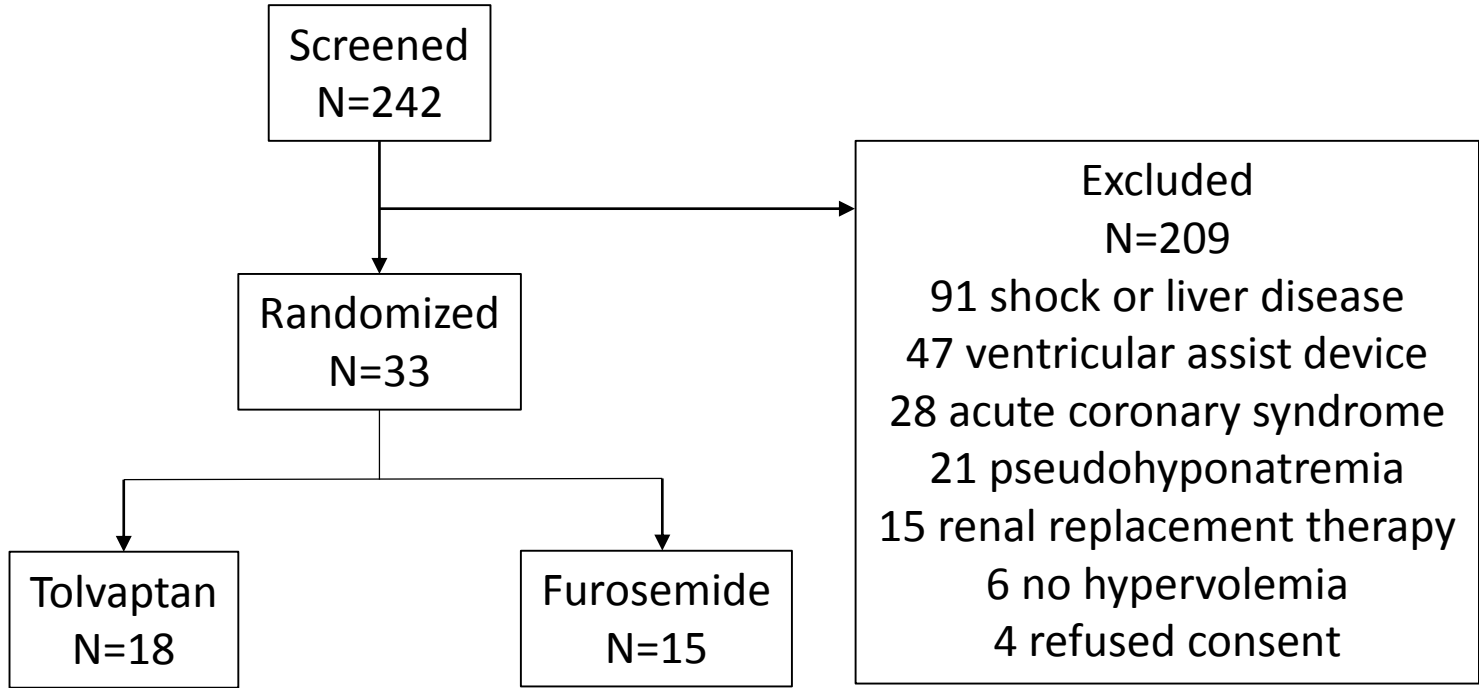 Screened
N=242
Excluded
N=209
91 shock or liver disease
47 ventricular assist device
28 acute coronary syndrome
21 pseudohyponatremia
15 renal replacement therapy
6 no hypervolemia
4 refused consent
Randomized
N=33
Tolvaptan
N=18
Furosemide
N=15